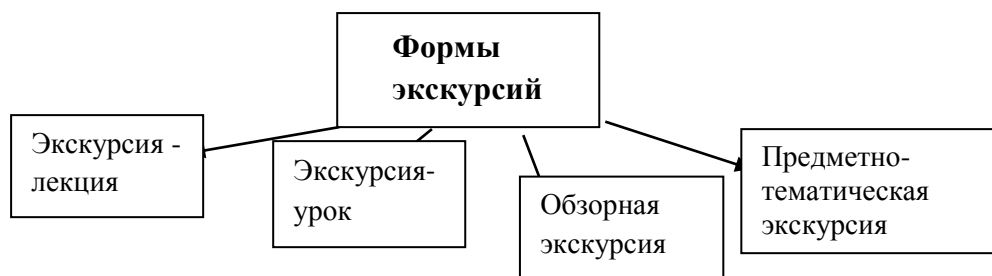 Формы
экскурсий
Экскурсия -
лекция
Экскурсия-
урок
Обзорная
экскурсия
Предметно-
тематическая
экскурсия